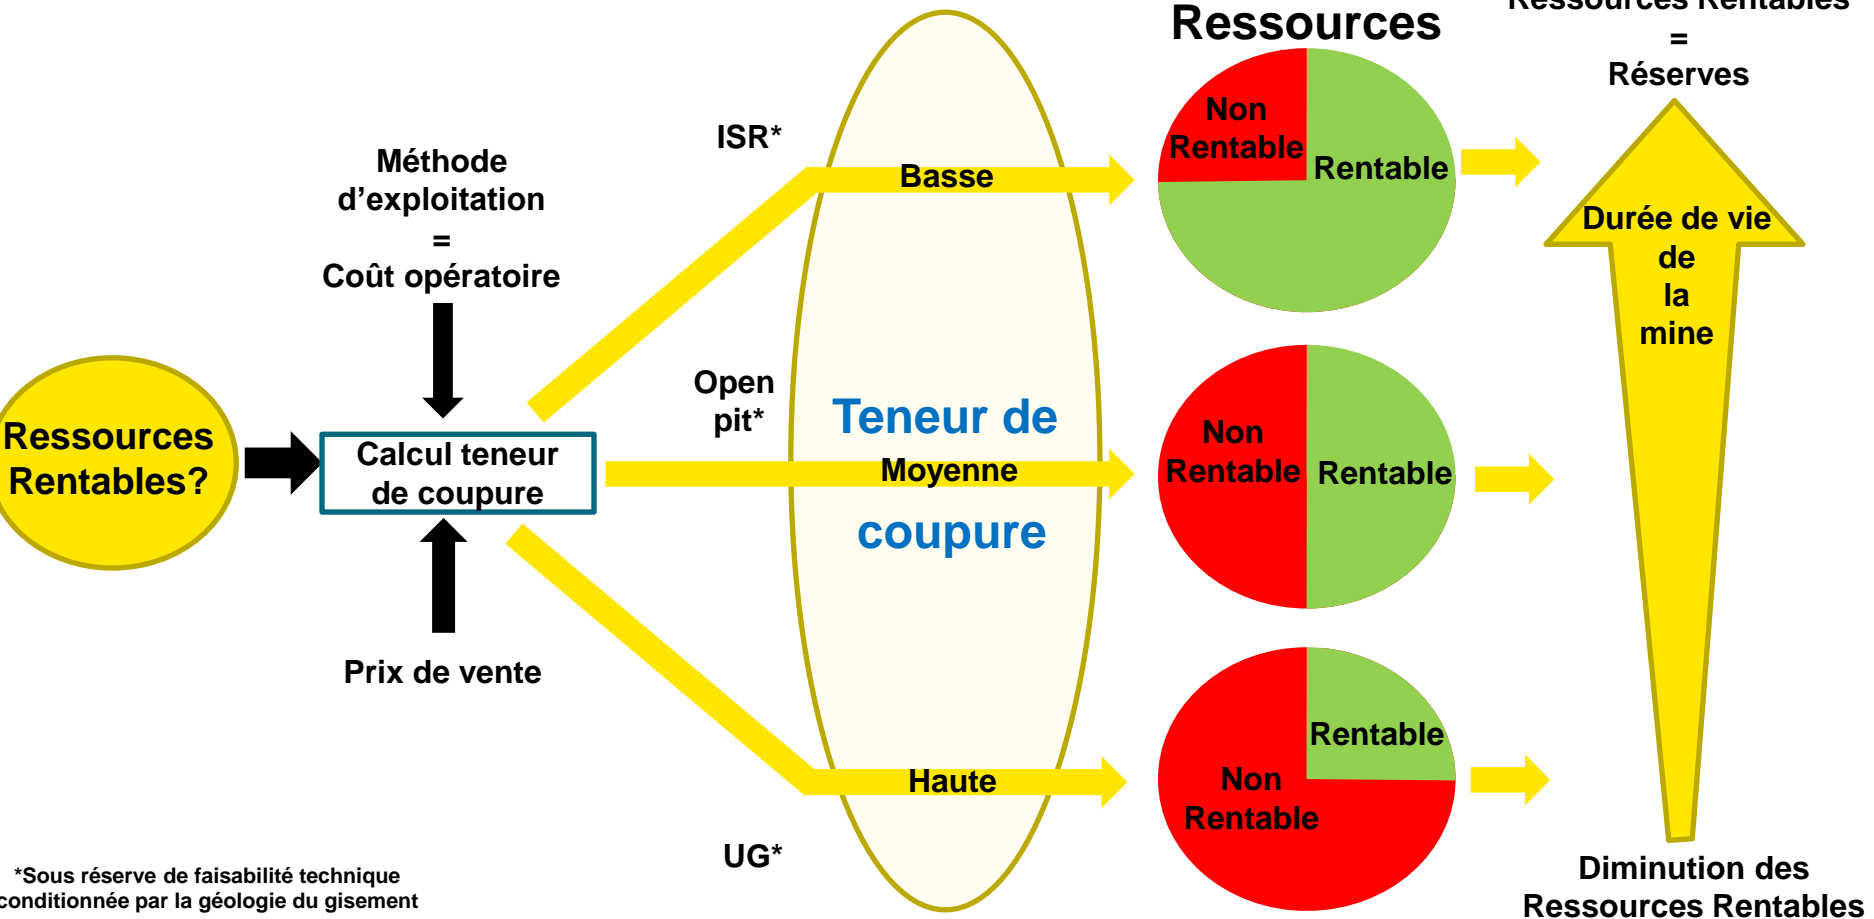 Ressources
Rentables?
Méthode
d'exploitation
=
Coût opératoire
Calcul teneur
de coupure
Prix de vente
*Sous réserve de faisabilité technique
conditionnée par la géologie du gisement
ISR*
Open
pit*
UG*
Basse
Teneur de
Moyenne
coupure
Haute
Ressources
Non
Rentable
Rentable
Non
Rentable
Rentable
Rentable
Non
Rentable
Ressources Rentables
=
Réserves
Durée de vie
de
la
mine
Diminution des
Ressources Rentables